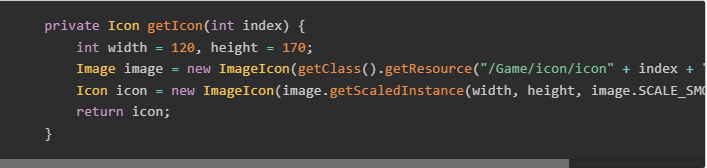 private Icon getIcon(int index) {
int width = 120, height = 170;
Image image = new ImageIcon(getClass().getResource("/Game/icon/icon" + index + "
Icon icon = new ImageIcon(image.getScaledInstance(width, height, image.SCALE_SMO
return icon;
}